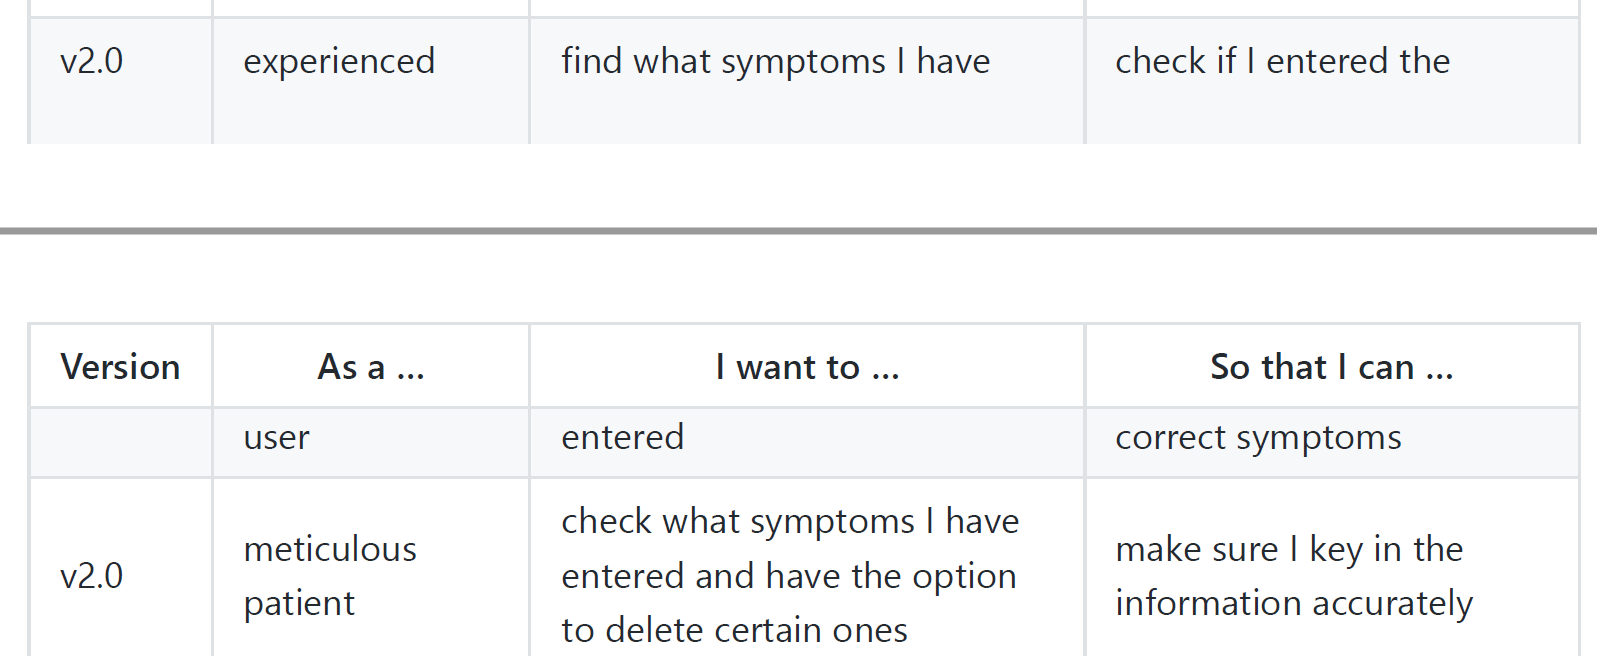 v2.0 experienced find what symptoms I have check if I entered the
Version As a ... I want to ... So that I can ...
user entered correct symptoms
v2.0
meticulous
patient
check what symptoms I have
entered and have the option
to delete certain ones
make sure I key in the
information accurately